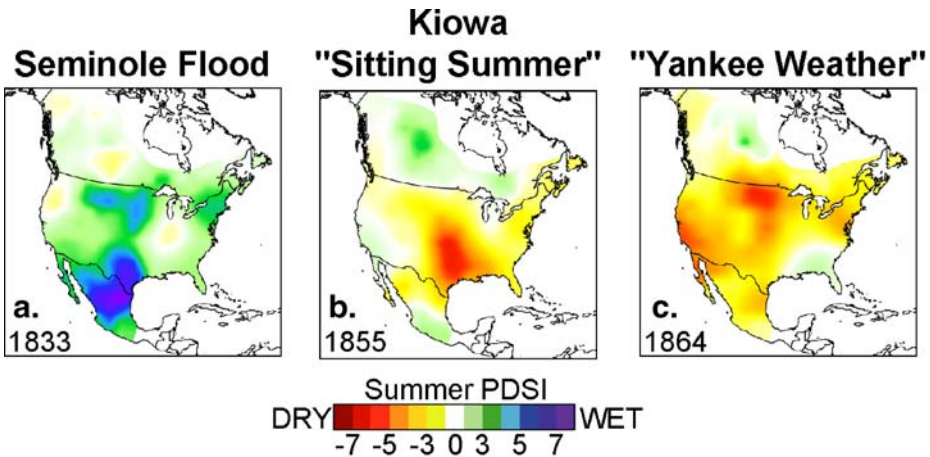 Seminole Flood
Kiowa
"Sitting Summer"
"Yankee Weather"
a.
1833
b.
1855
c.
1864
Summer PDSI
DRY WET
-7 -5 -3 0 3 5 7